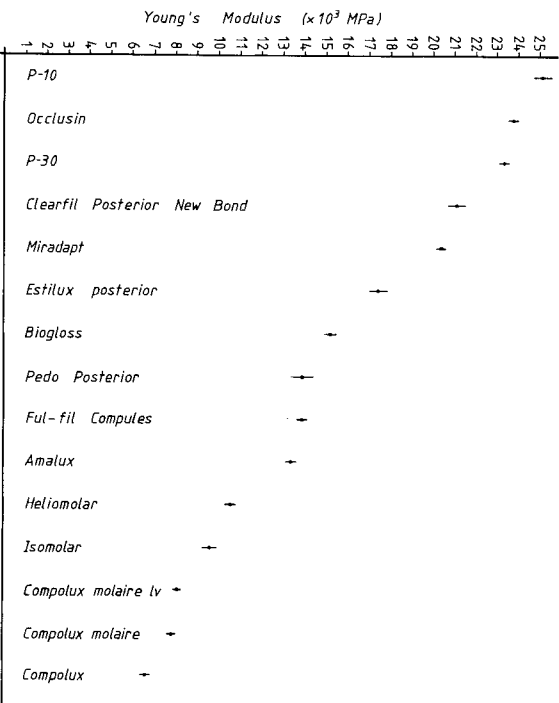 Young's Modulus (×10³ MPa)
1 2 3 4 5 6 7 8 9 10 11 12 13 14 15 16 17 18 19 20 21 22 23 24 25
P-10
Occlusin
P-30
Clearfil Posterior New Bond
Miradapt
Estilux posterior
Biogloss
Pedo Posterior
Ful-fil Compules
Amalux
Heliomolar
Isomolar
Compolux molaire lv
Compolux molaire
Compolux